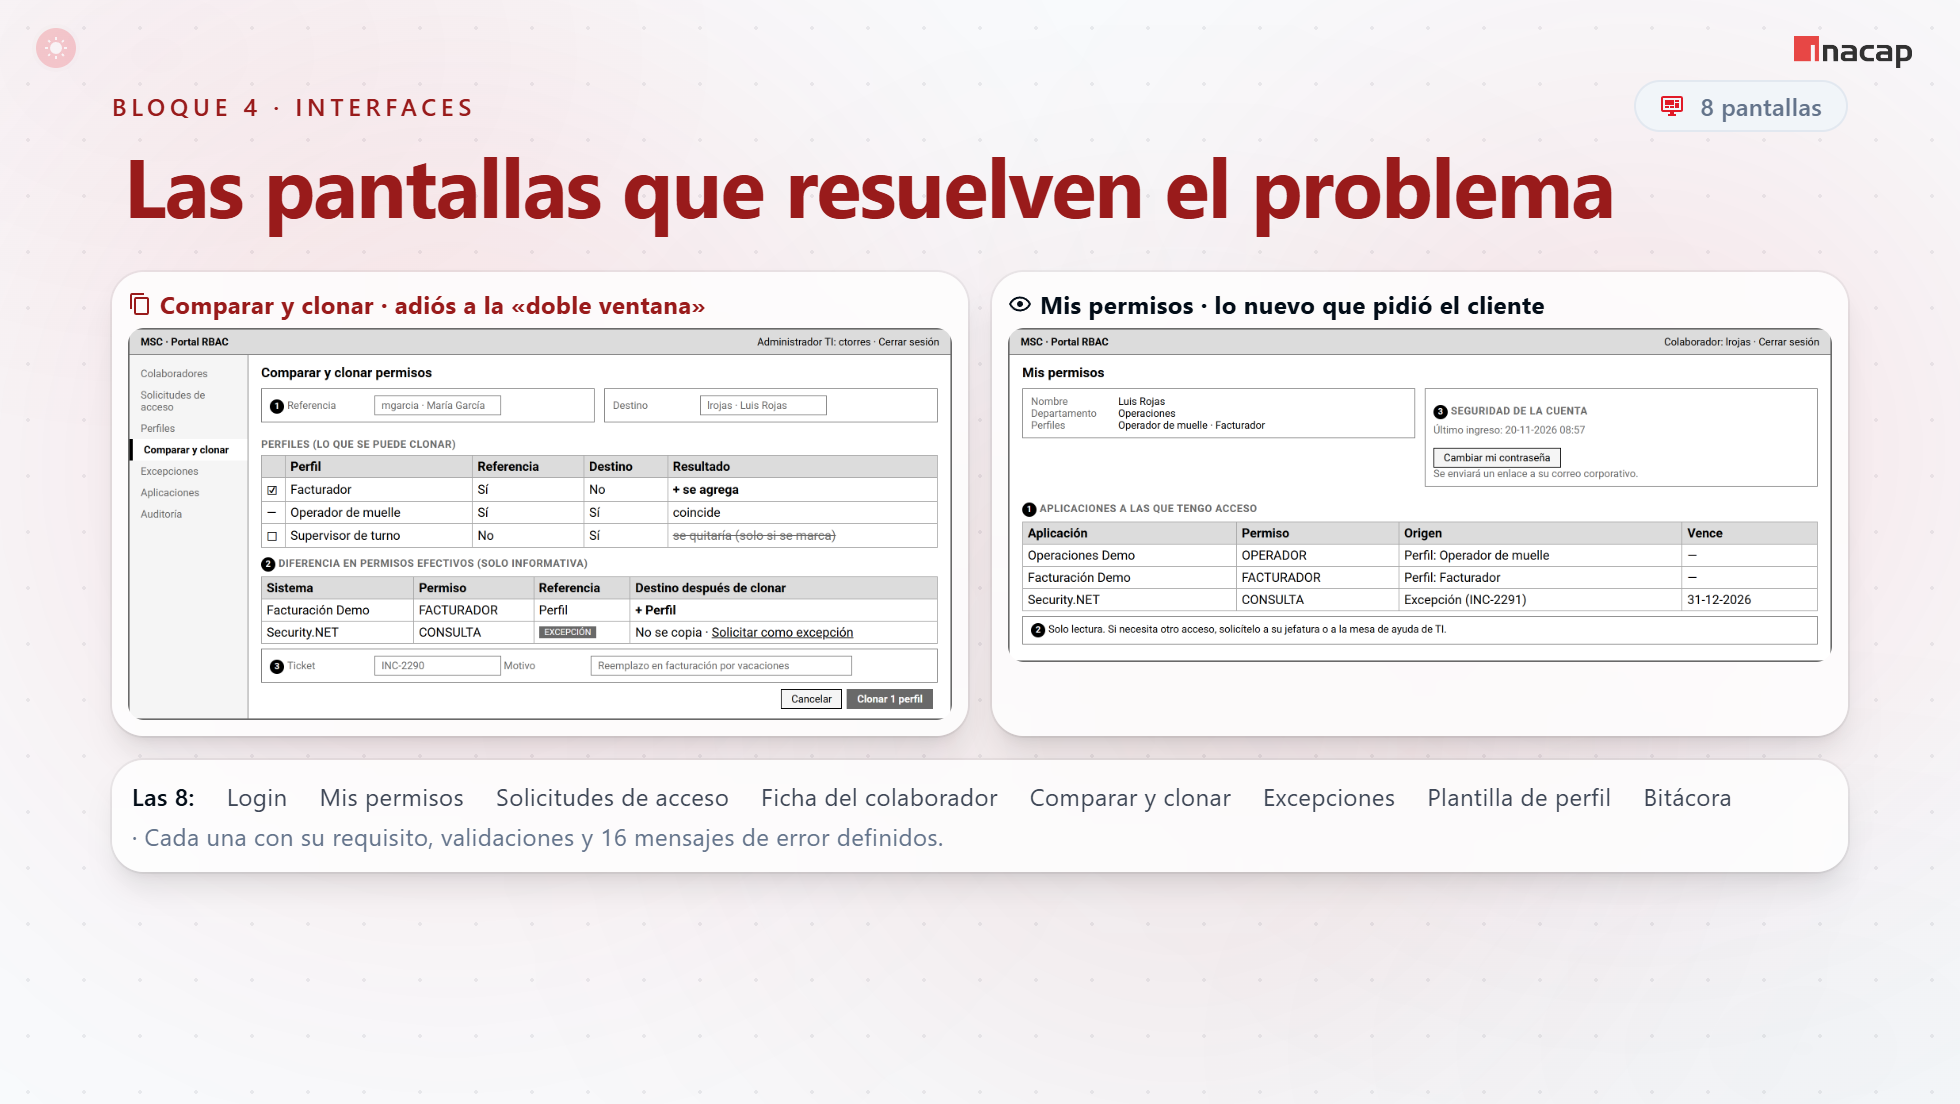 inacap
BLOQUE 4 · INTERFACES
8 pantallas
Las pantallas que resuelven el problema
Comparar y clonar · adiós a la «doble ventana»
MSC · Portal RBAC
Administrador TI: ctorres · Cerrar sesión
Colaboradores
Solicitudes de
acceso
Perfiles
Comparar y clonar
Excepciones
Aplicaciones
Auditoría
Comparar y clonar permisos
1 Referencia mgarcia · María García
Destino lrojas · Luis Rojas
PERFILES (LO QUE SE PUEDE CLONAR)
Perfil Referencia Destino Resultado
Facturador Sí No + se agrega
— Operador de muelle Sí Sí coincide
Supervisor de turno No Sí se quitaría (solo si se marca)
2 DIFERENCIA EN PERMISOS EFECTIVOS (SOLO INFORMATIVA)
Sistema Permiso Referencia Destino después de clonar
Facturación Demo FACTURADOR Perfil + Perfil
Security.NET CONSULTA EXCEPCIÓN No se copia · Solicitar como excepción
3 Ticket INC-2290 Motivo Reemplazo en facturación por vacaciones
Cancelar Clonar 1 perfil
Mis permisos · lo nuevo que pidió el cliente
MSC · Portal RBAC
Colaborador: lrojas · Cerrar sesión
Mis permisos
Nombre Luis Rojas
Departamento Operaciones
Perfiles Operador de muelle · Facturador
3 SEGURIDAD DE LA CUENTA
Último ingreso: 20-11-2026 08:57
Cambiar mi contraseña
Se enviará un enlace a su correo corporativo.
1 APLICACIONES A LAS QUE TENGO ACCESO
Aplicación Permiso Origen Vence
Operaciones Demo OPERADOR Perfil: Operador de muelle —
Facturación Demo FACTURADOR Perfil: Facturador —
Security.NET CONSULTA Excepción (INC-2291) 31-12-2026
2 Solo lectura. Si necesita otro acceso, solicítelo a su jefatura o a la mesa de ayuda de TI.
Las 8: Login Mis permisos Solicitudes de acceso Ficha del colaborador Comparar y clonar Excepciones Plantilla de perfil Bitácora
· Cada una con su requisito, validaciones y 16 mensajes de error definidos.